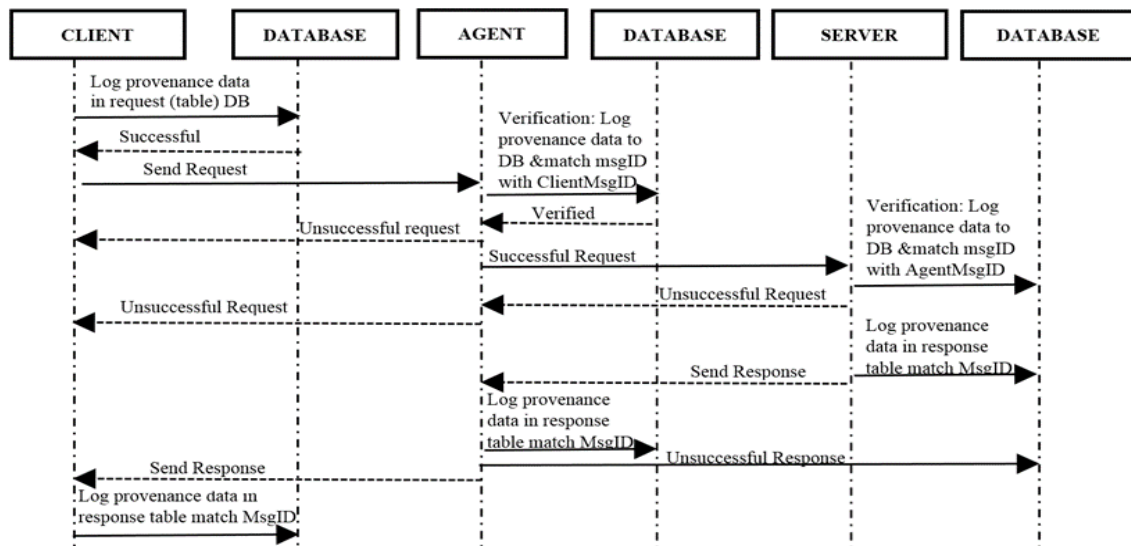 CLIENT
DATABASE
AGENT
DATABASE
SERVER
DATABASE
Log provenance data
in request (table) DB
Successful
Send Request
Verification: Log
provenance data to
DB &match msgID
with ClientMsgID
Verified
Unsuccessful request
Successful Request
Verification: Log
provenance data to
DB &match msgID
with AgentMsgID
Unsuccessful Request
Unsuccessful Request
Log provenance
data in response
table match MsgID
Send Response
Log provenance
data in response
table match MsgID
Unsuccessful Response
Send Response
Log provenance data in
response table match MsgID